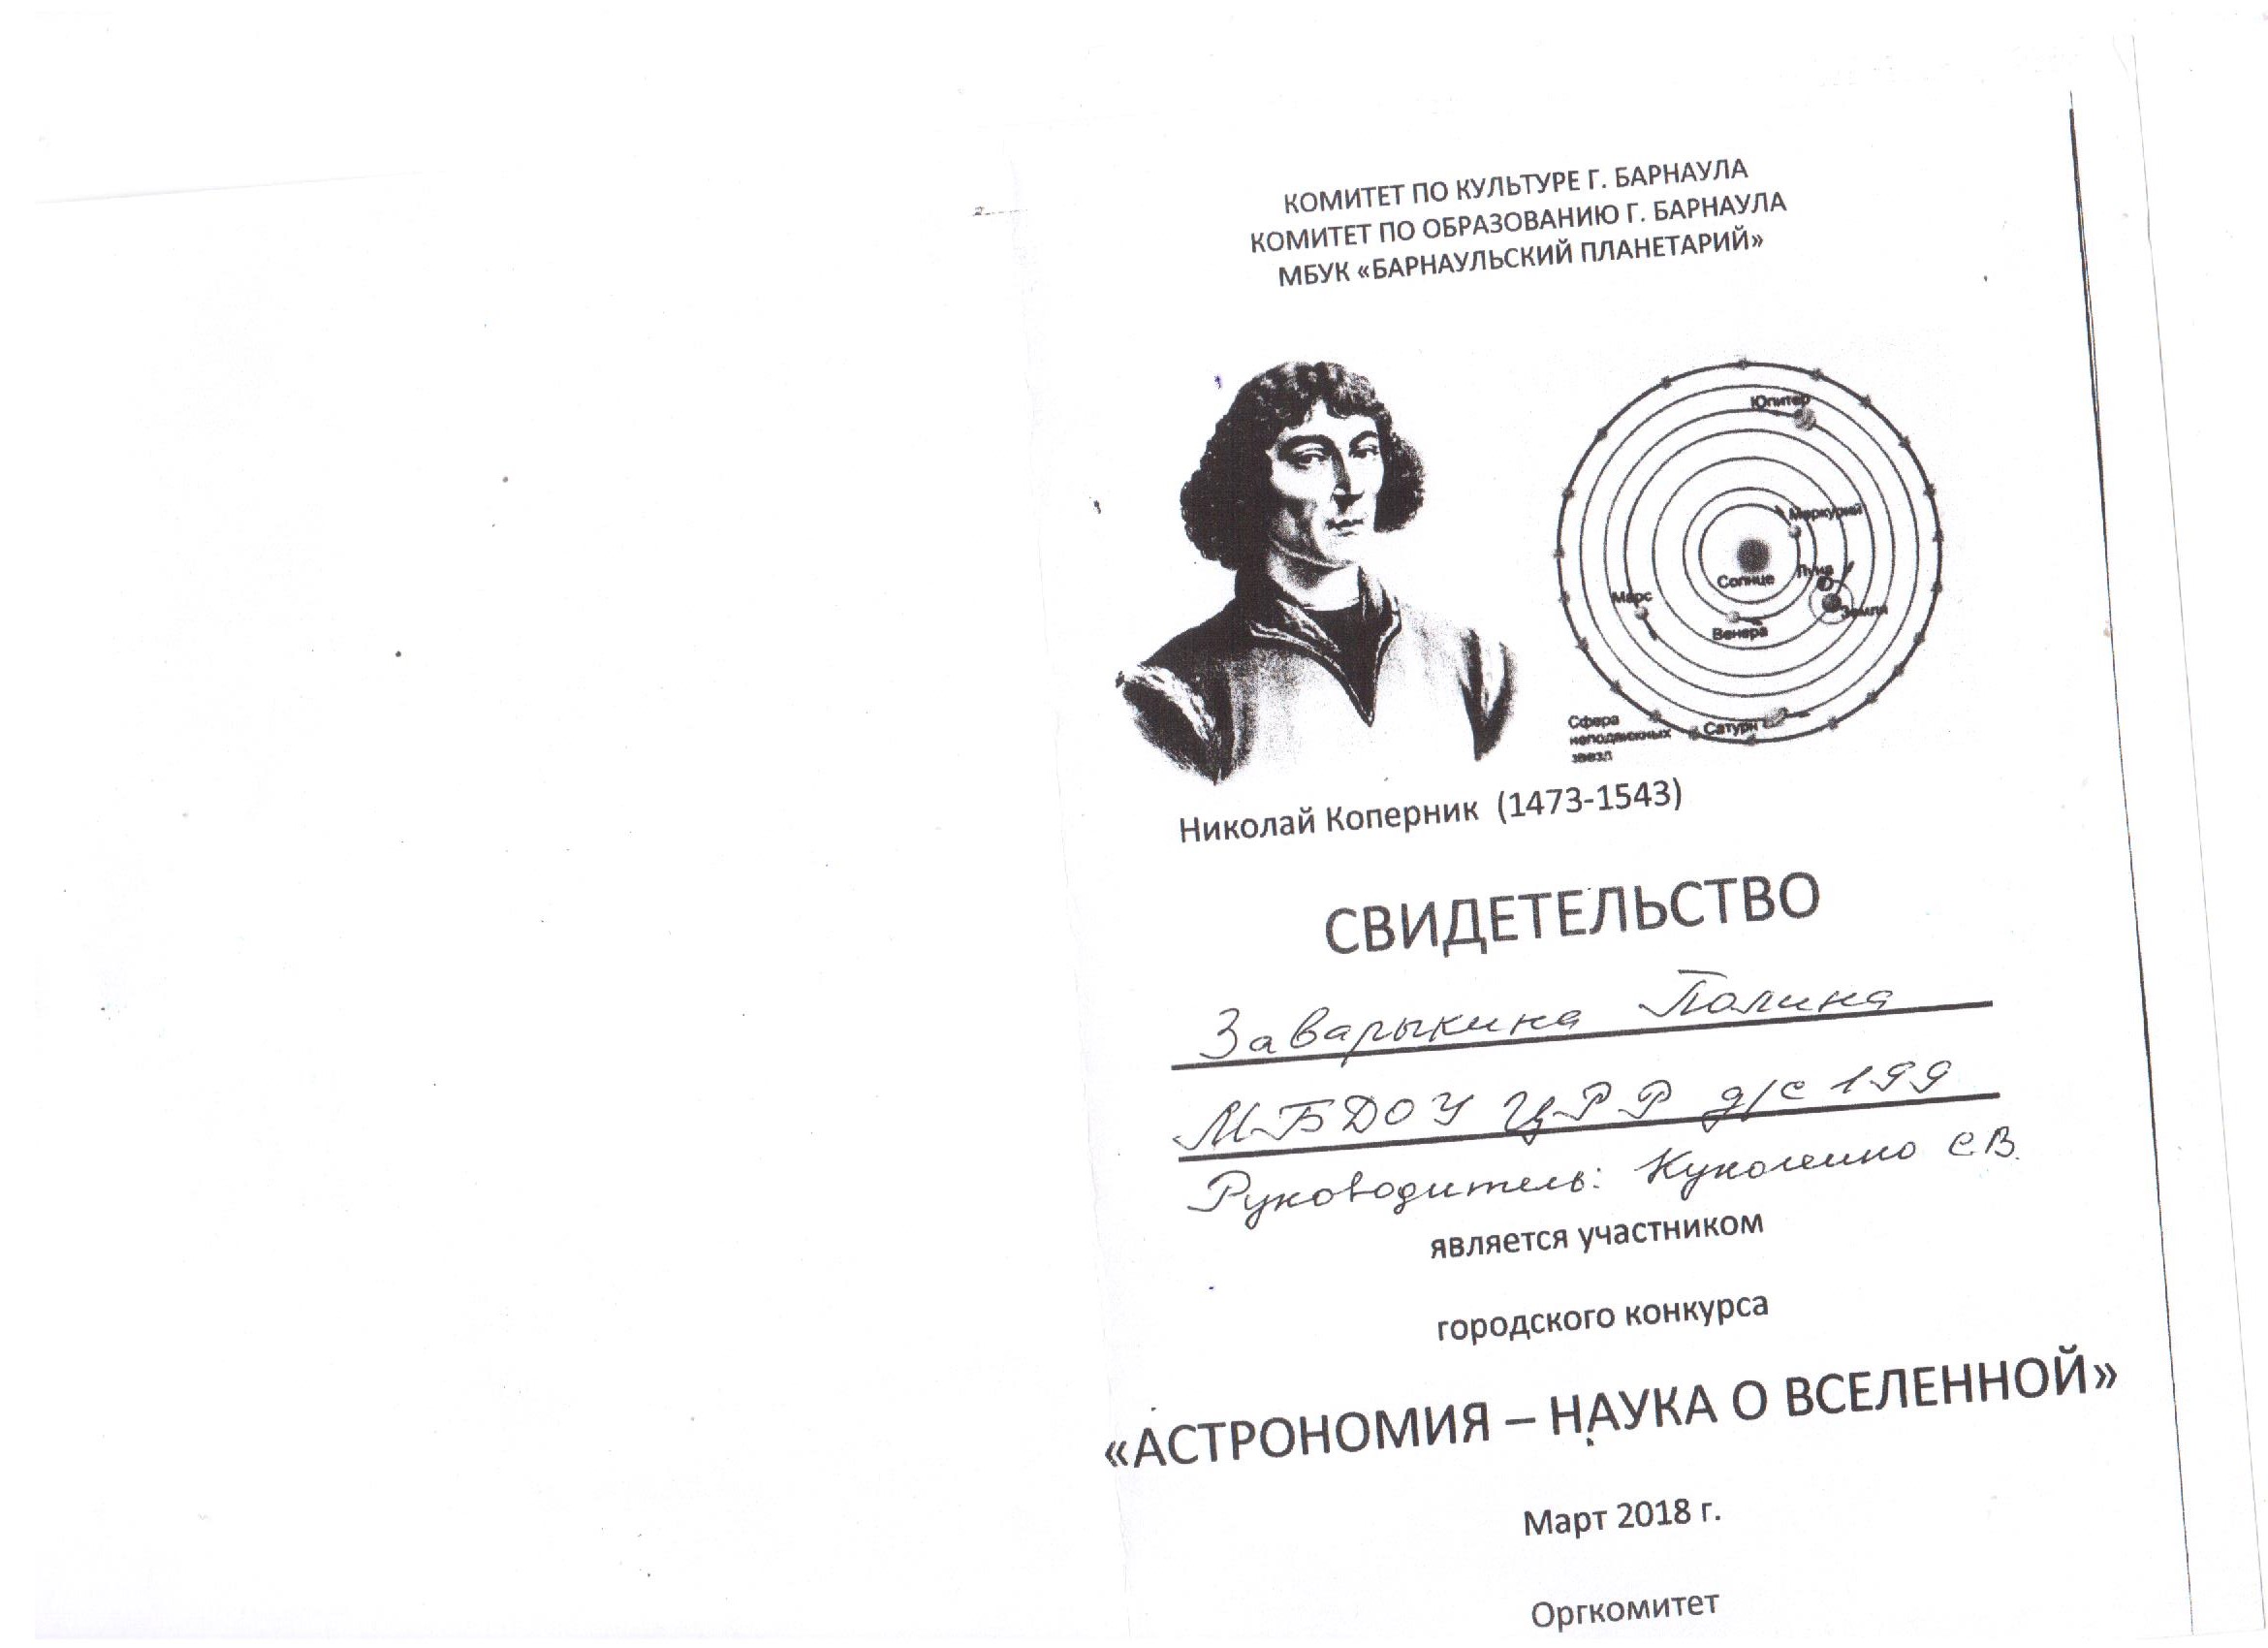 КОМИТЕТ ПО КУЛЬТУРЕ Г. БАРНАУЛА
КОМИТЕТ ПО ОБРАЗОВАНИЮ Г. БАРНАУЛА
МБУК «БАРНАУЛЬСКИЙ ПЛАНЕТАРИЙ»
Юпитер
Меркурий
Солнце
Луна
Марс
Земля
Венера
Сфера
неподвижных
звезд
Сатурн
Николай Коперник (1473-1543)
СВИДЕТЕЛЬСТВО
Заварыкина Полина
МБДОУ ЦРР д/с 199
Руководитель: С.В.
является участником
городского конкурса
«АСТРОНОМИЯ – НАУКА О ВСЕЛЕННОЙ»
Март 2018 г.
Оргкомитет